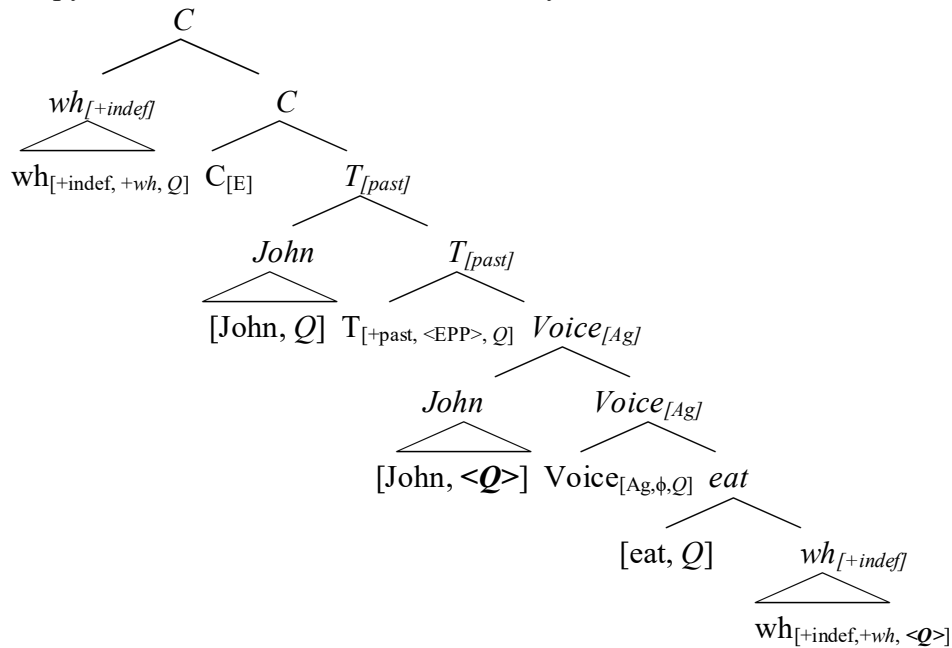 C
wh[+indef] C
wh[+indef, +wh, Q] C[E] T[past]
John T[past]
[John, Q] T[+past, <EPP>, Q] Voice[Ag]
John Voice[Ag]
[John, <Q>] Voice[Ag,ϕ,Q] eat
[eat, Q] wh[+indef]
wh[+indef,+wh, <Q>]